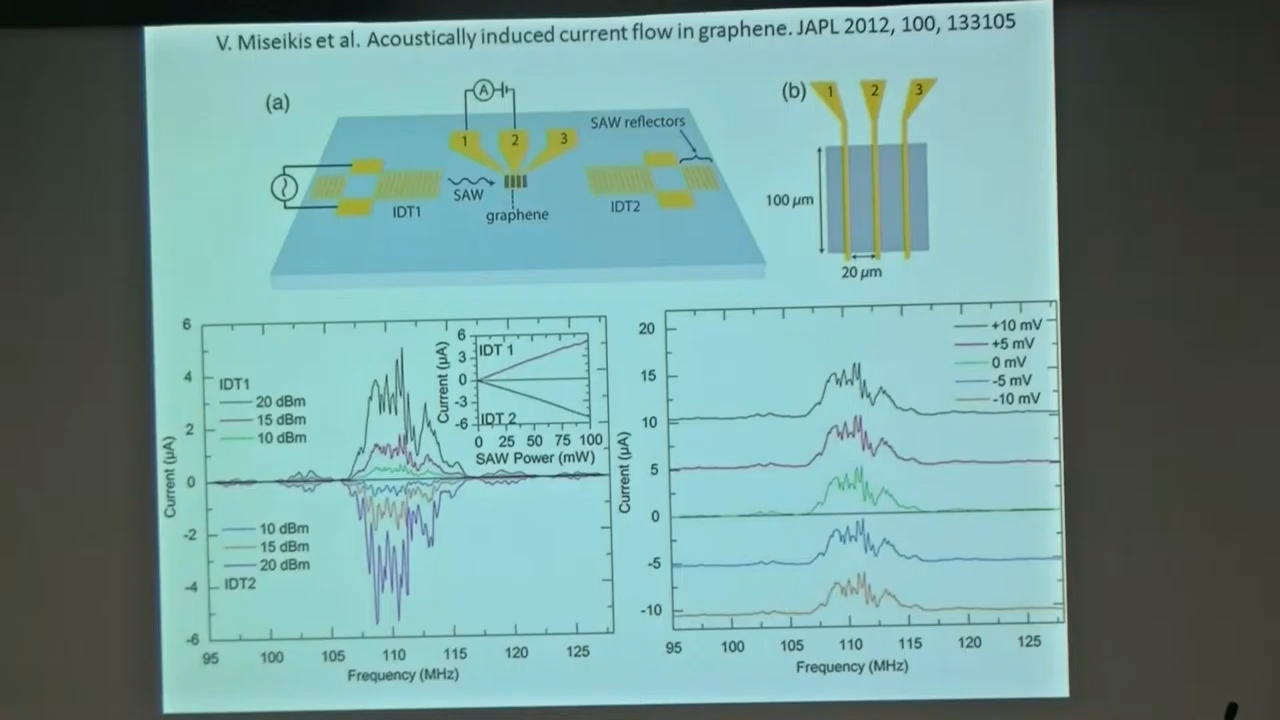 V. Miseikis et al. Acoustically induced current flow in graphene. JAPL 2012, 100, 133105
(a)
A
1 2 3
SAW reflectors
SAW
IDT1
graphene
IDT2
(b)
1 2 3
100 µm
20 µm
6
4
2
0
-2
-4
-6
Current (µA)
IDT1
20 dBm
15 dBm
10 dBm
10 dBm
15 dBm
20 dBm
IDT2
95 100 105 110 115 120 125
Frequency (MHz)
6
3
0
-3
-6
Current (µA)
IDT 1
IDT 2
0 25 50 75 100
SAW Power (mW)
20
15
10
5
0
-5
-10
Current (µA)
+10 mV
+5 mV
0 mV
-5 mV
-10 mV
95 100 105 110 115 120 125
Frequency (MHz)